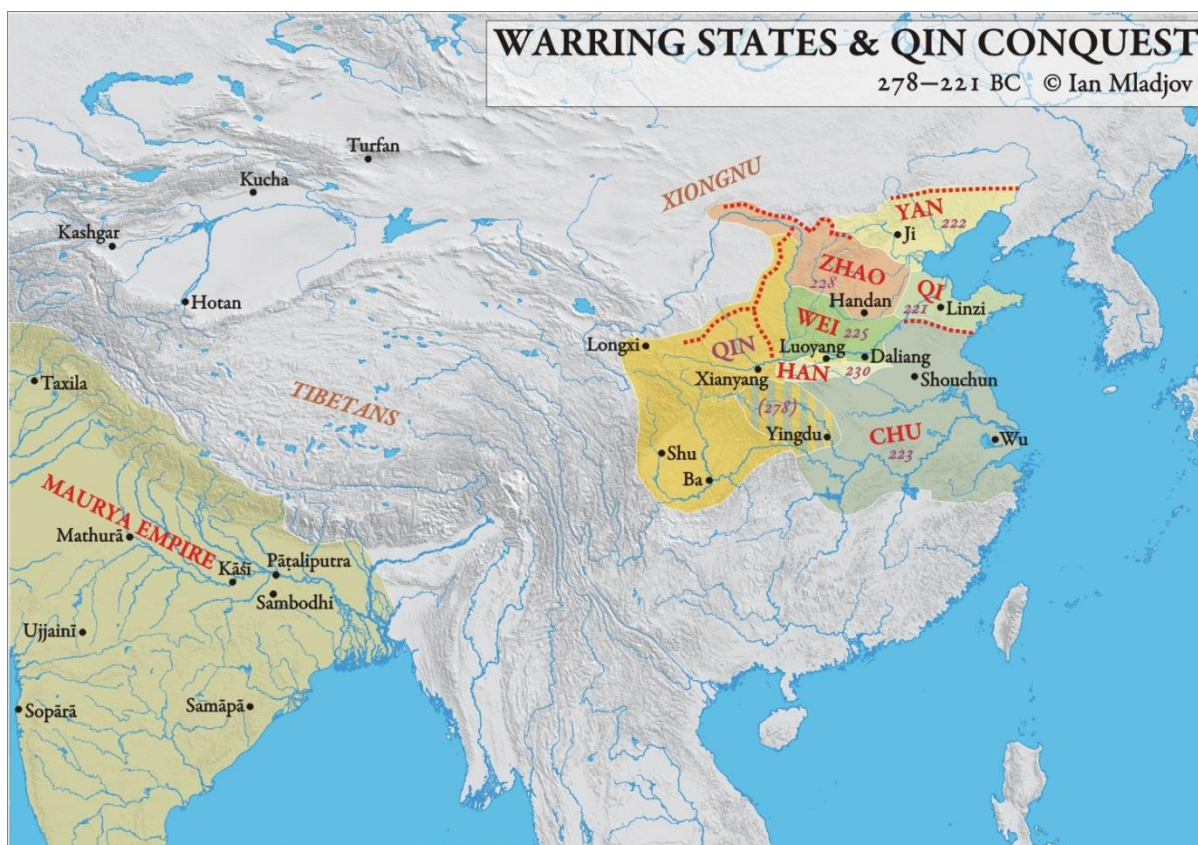 WARRING STATES & QIN CONQUEST
278–221 BC © Ian Mladjov
Turfan
Kucha
XIONGNU
Kashgar
YAN
222
Ji
ZHAO
228
Hotan
Handan
QI
221
Linzi
WEI
225
Longxi
QIN
Luoyang
Daliang
HAN
230
Xianyang
Shouchun
Taxila
TIBETANS
(278)
Yingdu
CHU
223
Wu
Shu
Ba
MAURYA EMPIRE
Mathurā
Kāśī
Pāṭaliputra
Sambodhi
Ujjainī
Sopārā
Samāpā